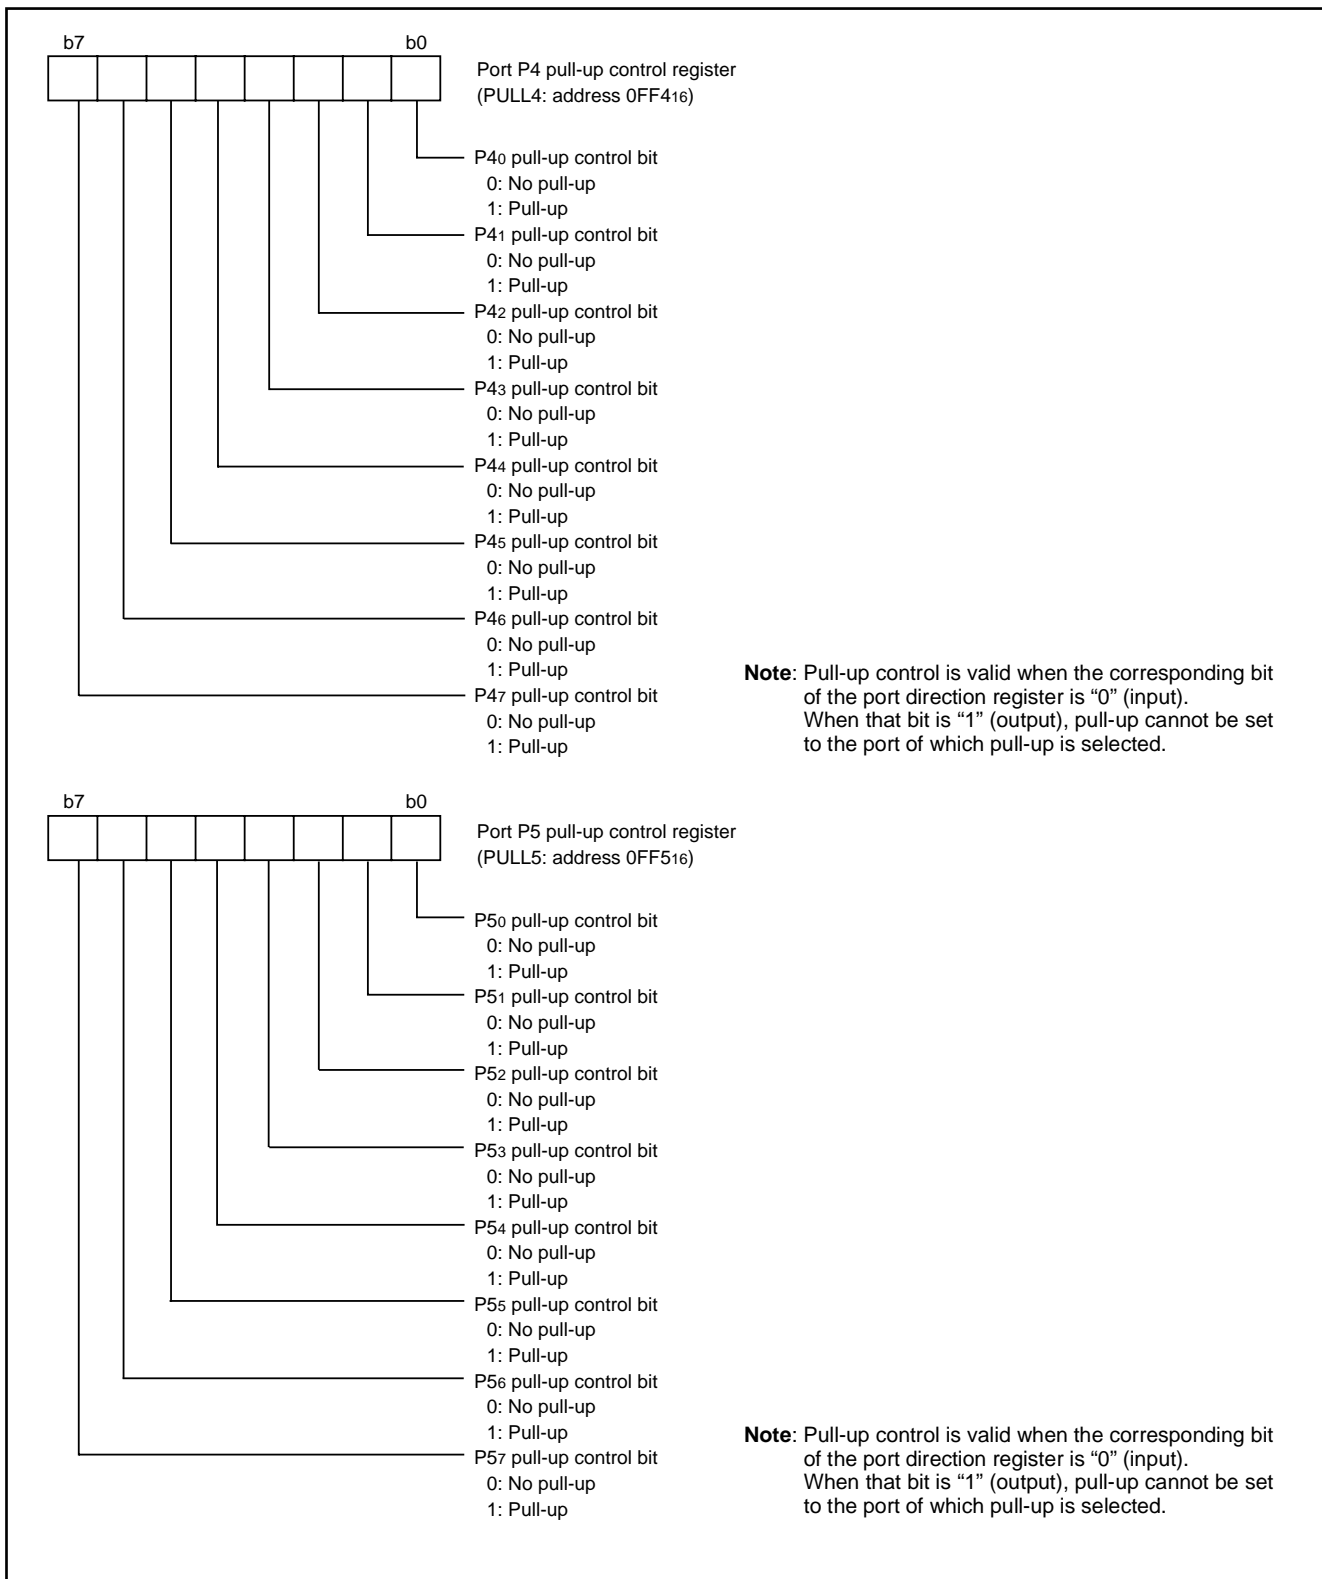 b7 b0
Port P4 pull-up control register
(PULL4: address 0FF416)
P40 pull-up control bit
0: No pull-up
1: Pull-up
P41 pull-up control bit
0: No pull-up
1: Pull-up
P42 pull-up control bit
0: No pull-up
1: Pull-up
P43 pull-up control bit
0: No pull-up
1: Pull-up
P44 pull-up control bit
0: No pull-up
1: Pull-up
P45 pull-up control bit
0: No pull-up
1: Pull-up
P46 pull-up control bit
0: No pull-up
1: Pull-up
P47 pull-up control bit
0: No pull-up
1: Pull-up
Note: Pull-up control is valid when the corresponding bit
of the port direction register is “0” (input).
When that bit is “1” (output), pull-up cannot be set
to the port of which pull-up is selected.
b7 b0
Port P5 pull-up control register
(PULL5: address 0FF516)
P50 pull-up control bit
0: No pull-up
1: Pull-up
P51 pull-up control bit
0: No pull-up
1: Pull-up
P52 pull-up control bit
0: No pull-up
1: Pull-up
P53 pull-up control bit
0: No pull-up
1: Pull-up
P54 pull-up control bit
0: No pull-up
1: Pull-up
P55 pull-up control bit
0: No pull-up
1: Pull-up
P56 pull-up control bit
0: No pull-up
1: Pull-up
P57 pull-up control bit
0: No pull-up
1: Pull-up
Note: Pull-up control is valid when the corresponding bit
of the port direction register is “0” (input).
When that bit is “1” (output), pull-up cannot be set
to the port of which pull-up is selected.